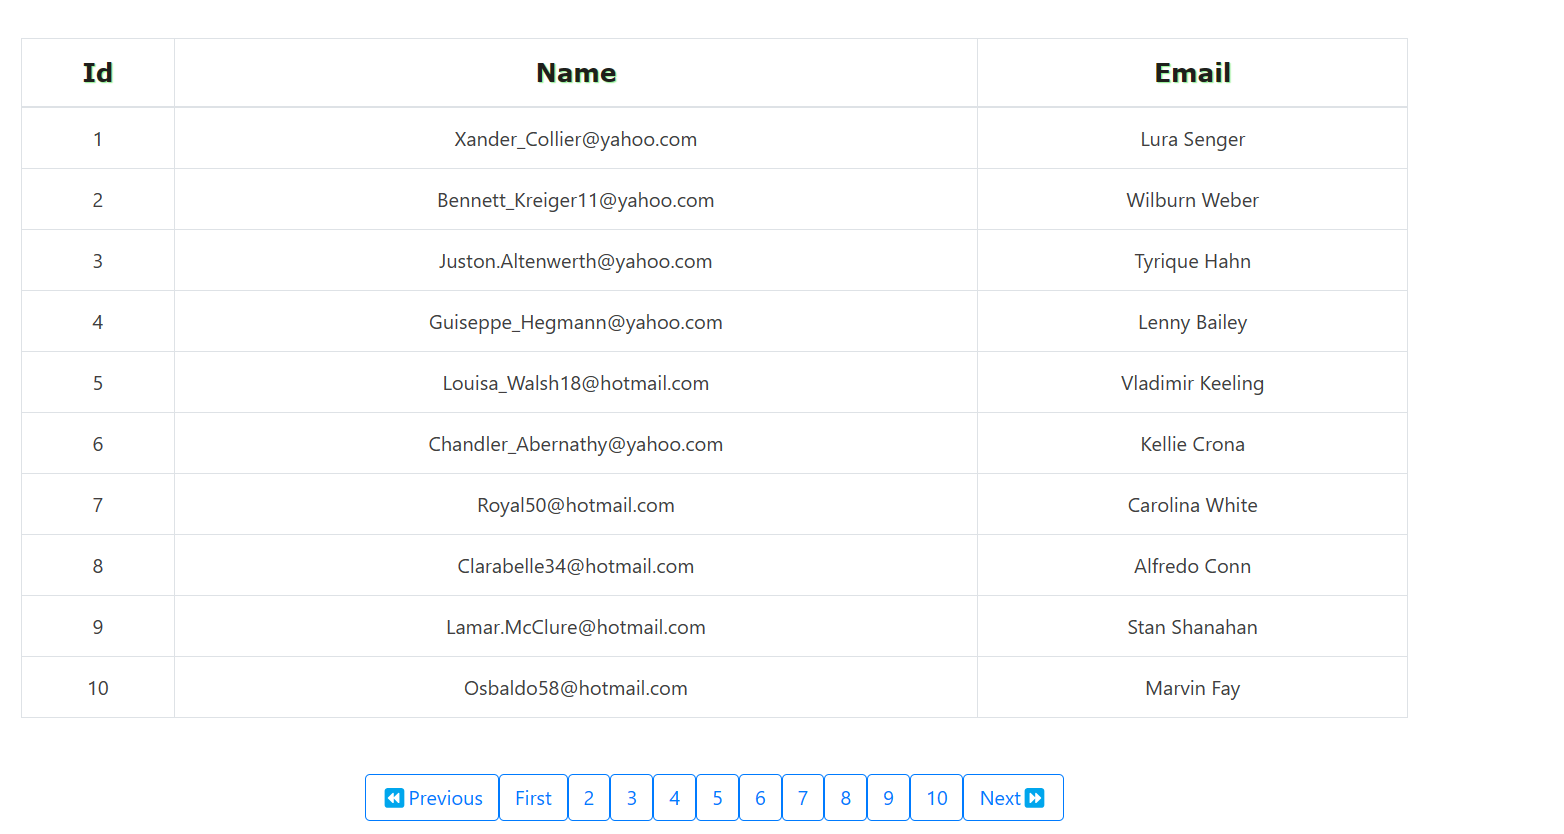 Id Name Email
1 Xander_Collier@yahoo.com Lura Senger
2 Bennett_Kreiger11@yahoo.com Wilburn Weber
3 Juston.Altenwerth@yahoo.com Tyrique Hahn
4 Guiseppe_Hegmann@yahoo.com Lenny Bailey
5 Louisa_Walsh18@hotmail.com Vladimir Keeling
6 Chandler_Abernathy@yahoo.com Kellie Crona
7 Royal50@hotmail.com Carolina White
8 Clarabelle34@hotmail.com Alfredo Conn
9 Lamar.McClure@hotmail.com Stan Shanahan
10 Osbaldo58@hotmail.com Marvin Fay
Previous First 2 3 4 5 6 7 8 9 10 Next